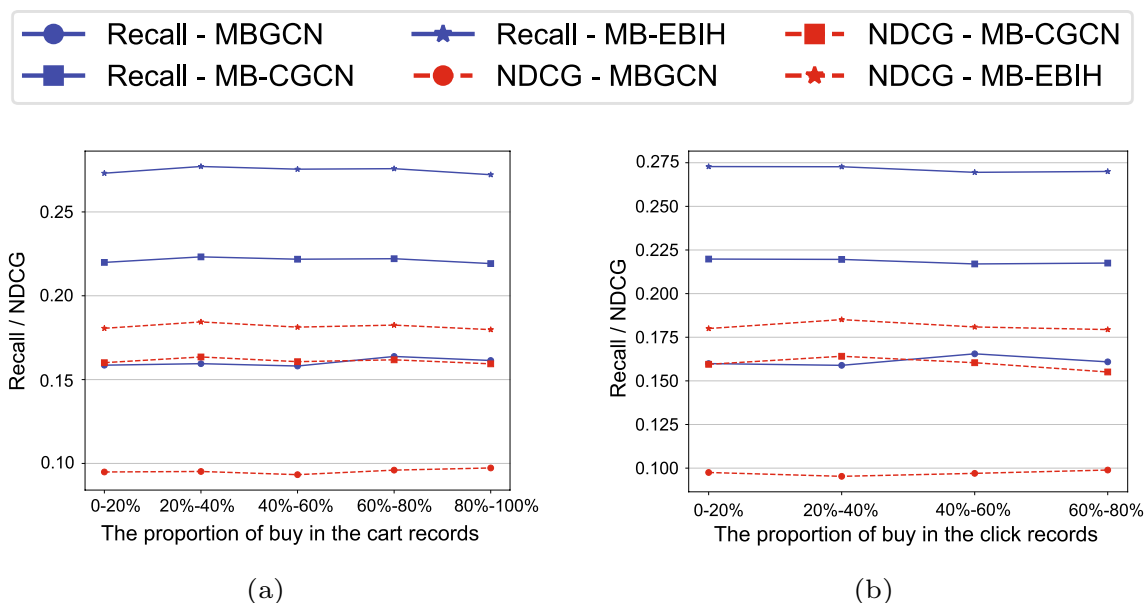 Recall - MBGCN
Recall - MB-EBIH
NDCG - MB-CGCN
Recall - MB-CGCN
NDCG - MBGCN
NDCG - MB-EBIH
Recall / NDCG
0.25
0.20
0.15
0.10
0-20% 20%-40% 40%-60% 60%-80% 80%-100%
The proportion of buy in the cart records
(a)
Recall / NDCG
0.275
0.250
0.225
0.200
0.175
0.150
0.125
0.100
0-20% 20%-40% 40%-60% 60%-80%
The proportion of buy in the click records
(b)